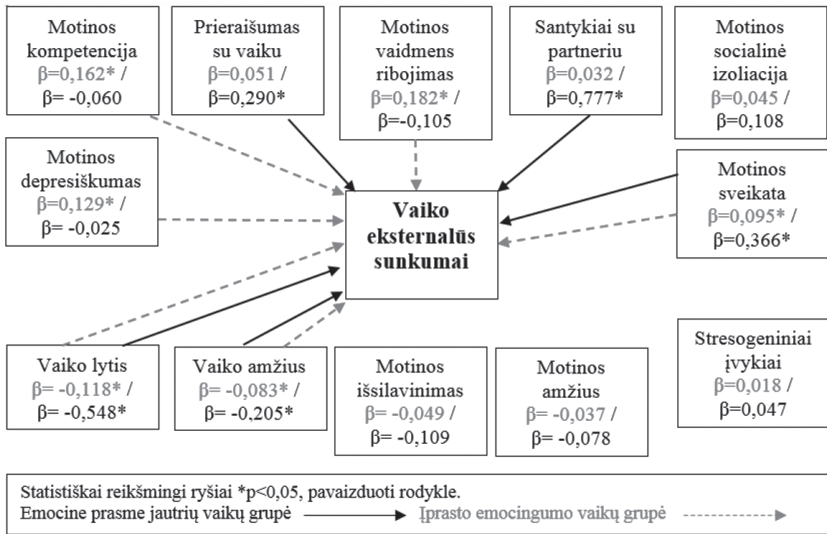 Motinos
kompetencija
β=0,162* /
β= -0,060
Prieraišumas
su vaiku
β=0,051 /
β=0,290*
Motinos
vaidmens
ribojimas
β=0,182* /
β=-0,105
Santykiai su
partneriu
β=0,032 /
β=0,777*
Motinos
socialinė
izoliacija
β=0,045 /
β=0,108
Motinos
depresiškumas
β=0,129* /
β= -0,025
Vaiko
eksternalūs
sunkumai
Motinos
sveikata
β=0,095* /
β=0,366*
Vaiko lytis
β= -0,118* /
β= -0,548*
Vaiko amžius
β= -0,083* /
β= -0,205*
Motinos
išsilavinimas
β= -0,049 /
β= -0,109
Motinos
amžius
β= -0,037 /
β= -0,078
Stresogeniniai
įvykiai
β=0,018 /
β=0,047
Statistiškai reikšmingi ryšiai *p<0,05, pavaizduoti rodykle.
Emocine prasme jautrių vaikų grupė Įprasto emocingumo vaikų grupė